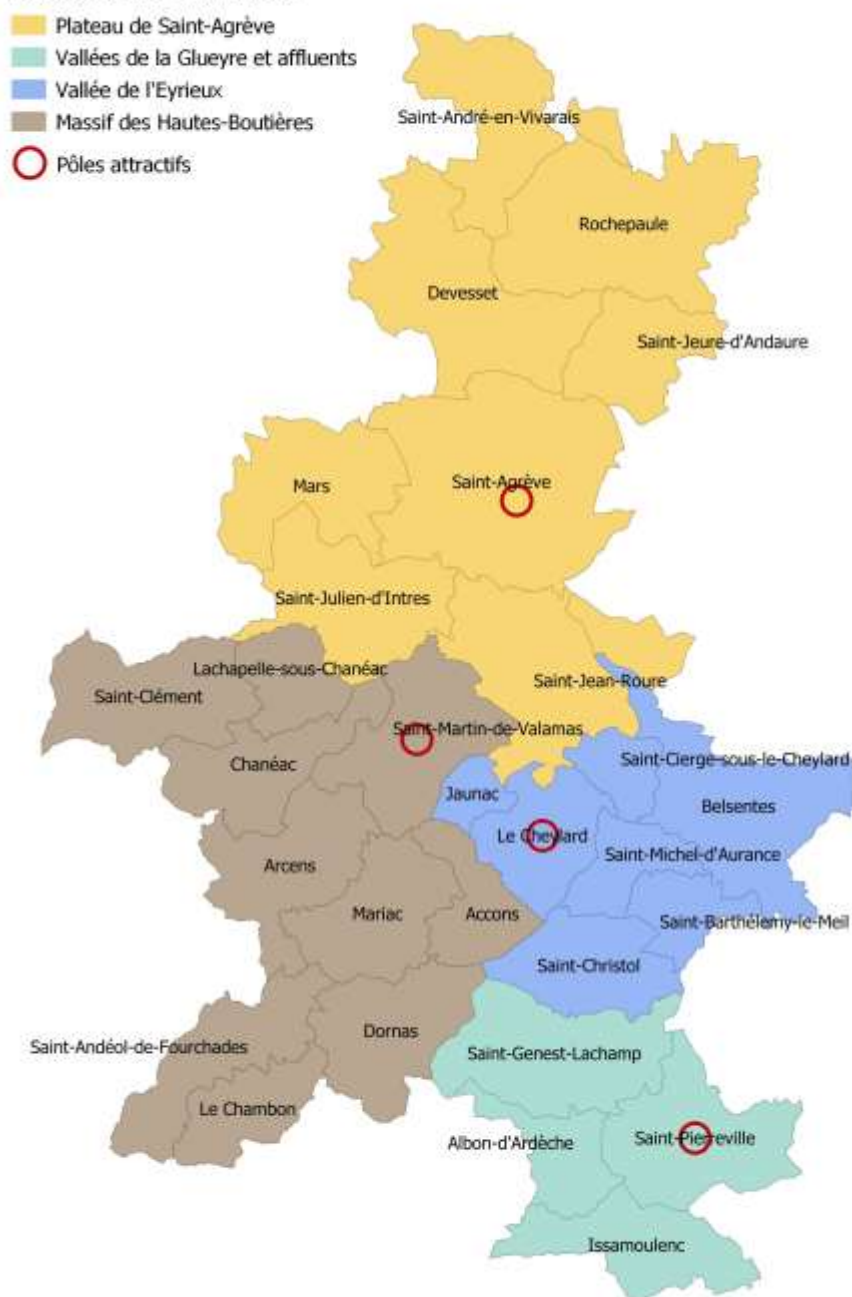 Plateau de Saint-Agrève
Vallées de la Glueyre et affluents
Vallée de l'Eyrieux
Massif des Hautes-Boutières
Pôles attractifs
Saint-André-en-Vivarais
Rochepaule
Devesset
Saint-Jeure-d'Andaure
Saint-Agrève
Mars
Saint-Julien-d'Intres
Lachapelle-sous-Chanéac
Saint-Clément
Saint-Jean-Roure
Saint-Martin-de-Valamas
Chanéac
Saint-Cierge-sous-le-Cheylard
Jaunac
Belsentes
Le Cheylard
Saint-Michel-d'Aurance
Arcens
Mariac
Accons
Saint-Barthélemy-le-Meil
Saint-Christol
Dornas
Saint-Andéol-de-Fourchades
Saint-Genest-Lachamp
Le Chambon
Saint-Pierreville
Albon-d'Ardèche
Issamoulenc